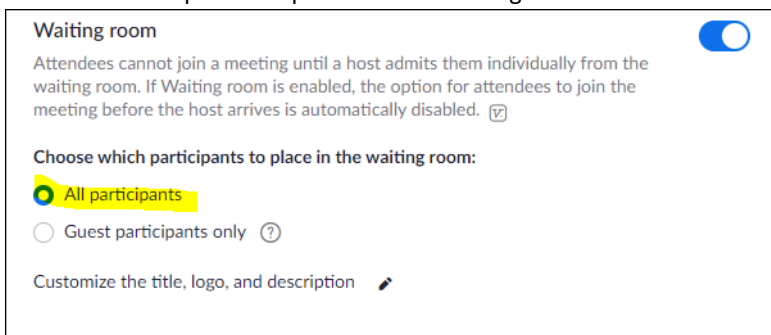 Waiting room
Attendees cannot join a meeting until a host admits them individually from the
waiting room. If Waiting room is enabled, the option for attendees to join the
meeting before the host arrives is automatically disabled.
Choose which participants to place in the waiting room:
All participants
Guest participants only ?
Customize the title, logo, and description